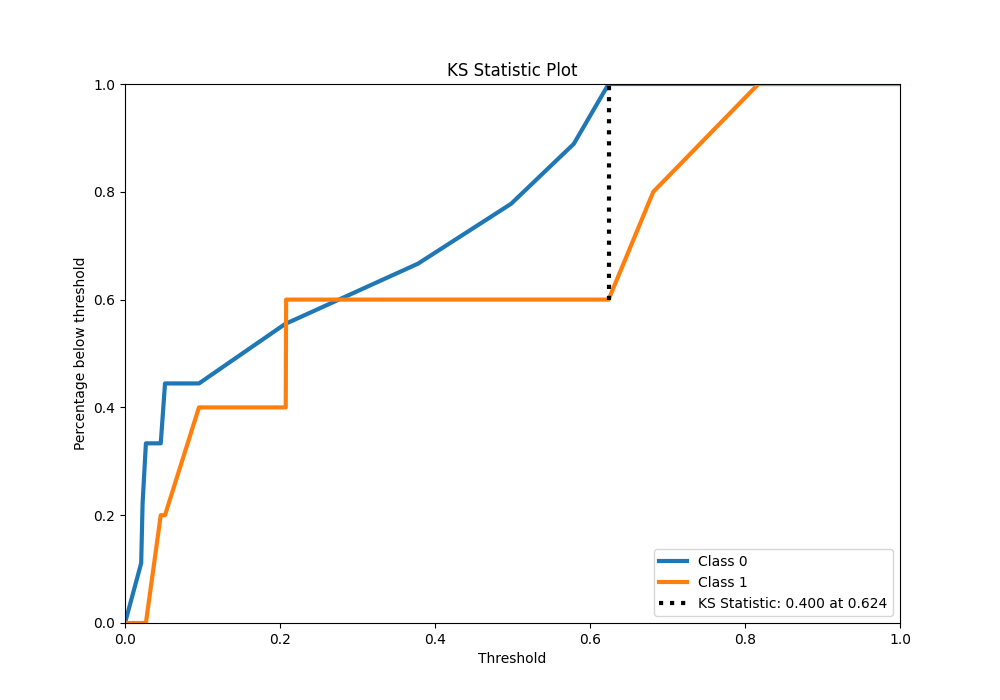 KS Statistic Plot
1.0
0.8
0.6
0.4
0.2
0.0
Percentage below threshold
0.0 0.2 0.4 0.6 0.8 1.0
Threshold
Class 0
Class 1
KS Statistic: 0.400 at 0.624